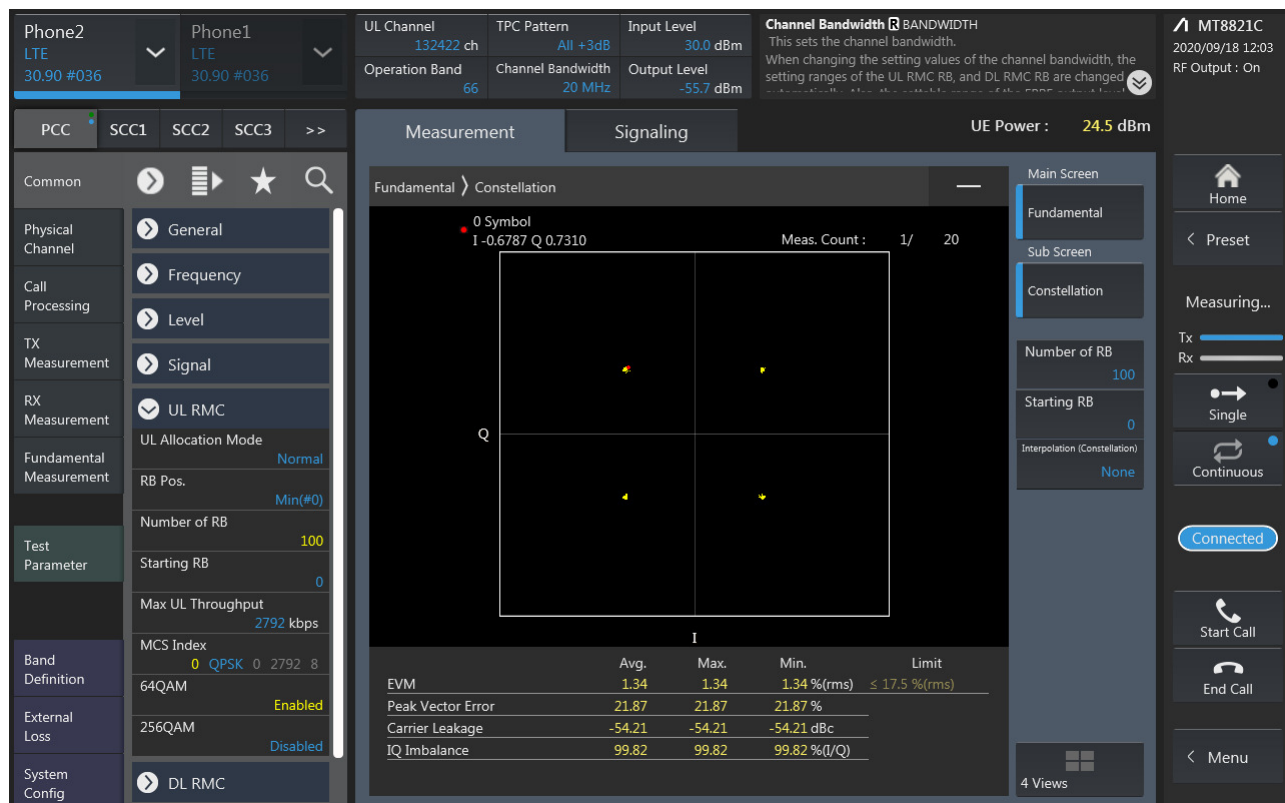 Phone2
LTE
30.90 #036
Phone1
LTE
30.90 #036
UL Channel
132422 ch
TPC Pattern
All +3dB
Input Level
30.0 dBm
Operation Band
66
Channel Bandwidth
20 MHz
Output Level
-55.7 dBm
Channel Bandwidth R BANDWIDTH
This sets the channel bandwidth.
When changing the setting values of the channel bandwidth, the
setting ranges of the UL RMC RB, and DL RMC RB are changed
MT8821C
2020/09/18 12:03
RF Output : On
PCC SCC1 SCC2 SCC3 >>
Measurement Signaling
UE Power : 24.5 dBm
Common
Physical
Channel
Call
Processing
TX
Measurement
RX
Measurement
Fundamental
Measurement
Test
Parameter
Band
Definition
External
Loss
System
Config
General
Frequency
Level
Signal
UL RMC
UL Allocation Mode
Normal
RB Pos.
Min(#0)
Number of RB
100
Starting RB
0
Max UL Throughput
2792 kbps
MCS Index
0 QPSK 0 2792 8
64QAM
Enabled
256QAM
Disabled
DL RMC
Fundamental 〉 Constellation
0 Symbol
I -0.6787 Q 0.7310
Meas. Count : 1/ 20
Q
I
Avg. Max. Min. Limit
EVM 1.34 1.34 1.34 %(rms) ≤ 17.5 %(rms)
Peak Vector Error 21.87 21.87 21.87 %
Carrier Leakage -54.21 -54.21 -54.21 dBc
IQ Imbalance 99.82 99.82 99.82 %(I/Q)
Main Screen
Fundamental
Sub Screen
Constellation
Number of RB
100
Starting RB
0
Interpolation (Constellation)
None
4 Views
Home
< Preset
Measuring...
Tx
Rx
Single
Continuous
Connected
Start Call
End Call
< Menu